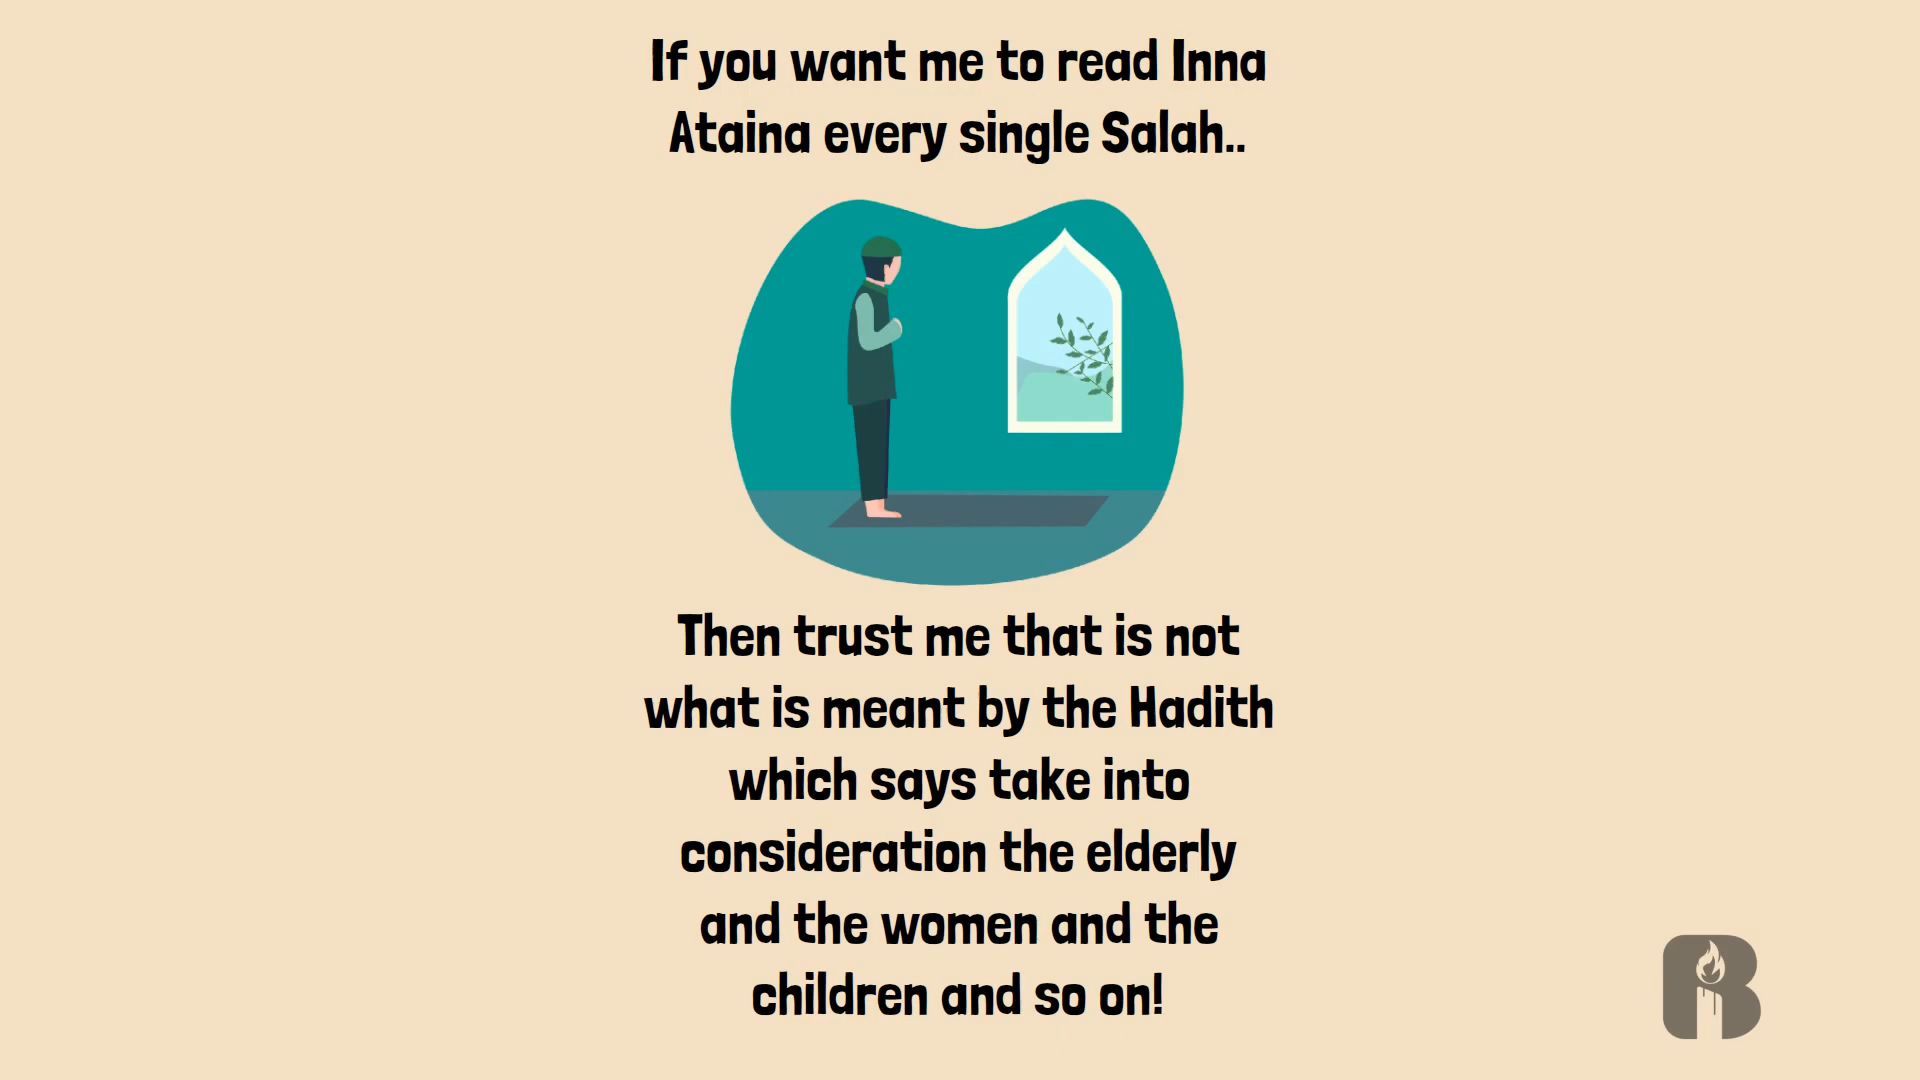 If you want me to read Inna
Ataina every single Salah..
Then trust me that is not
what is meant by the Hadith
which says take into
consideration the elderly
and the women and the
children and so on!
B